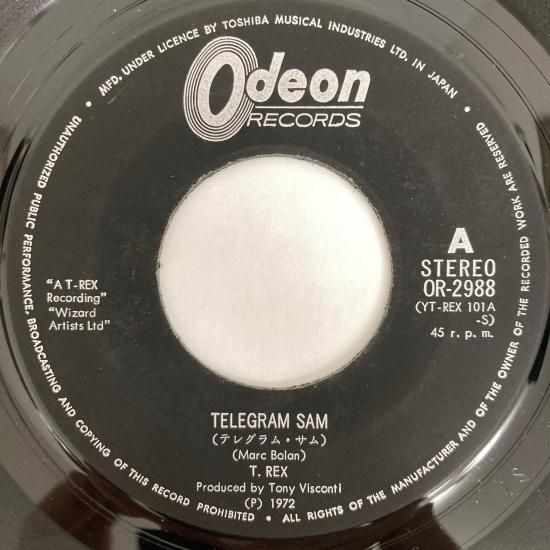 MFD, UNDER LICENCE BY TOSHIBA MUSICAL INDUSTRIES LTD. IN JAPAN •
Odeon
RECORDS
A
STEREO
OR-2988
(YT-REX 101A
-S)
45 r. p. m.
"A T-REX
Recording"
"Wizard
Artists Ltd"
TELEGRAM SAM
(テレグラム・サム)
(Marc Bolan)
T. REX
Produced by Tony Visconti
(P) 1972
UNAUTHORIZED PUBLIC PERFORMANCE, BROADCASTING AND COPYING OF THIS RECORD PROHIBITED • ALL RIGHTS OF THE MANUFACTURER AND OF THE OWNER OF THE RECORDED WORK ARE RESERVED •